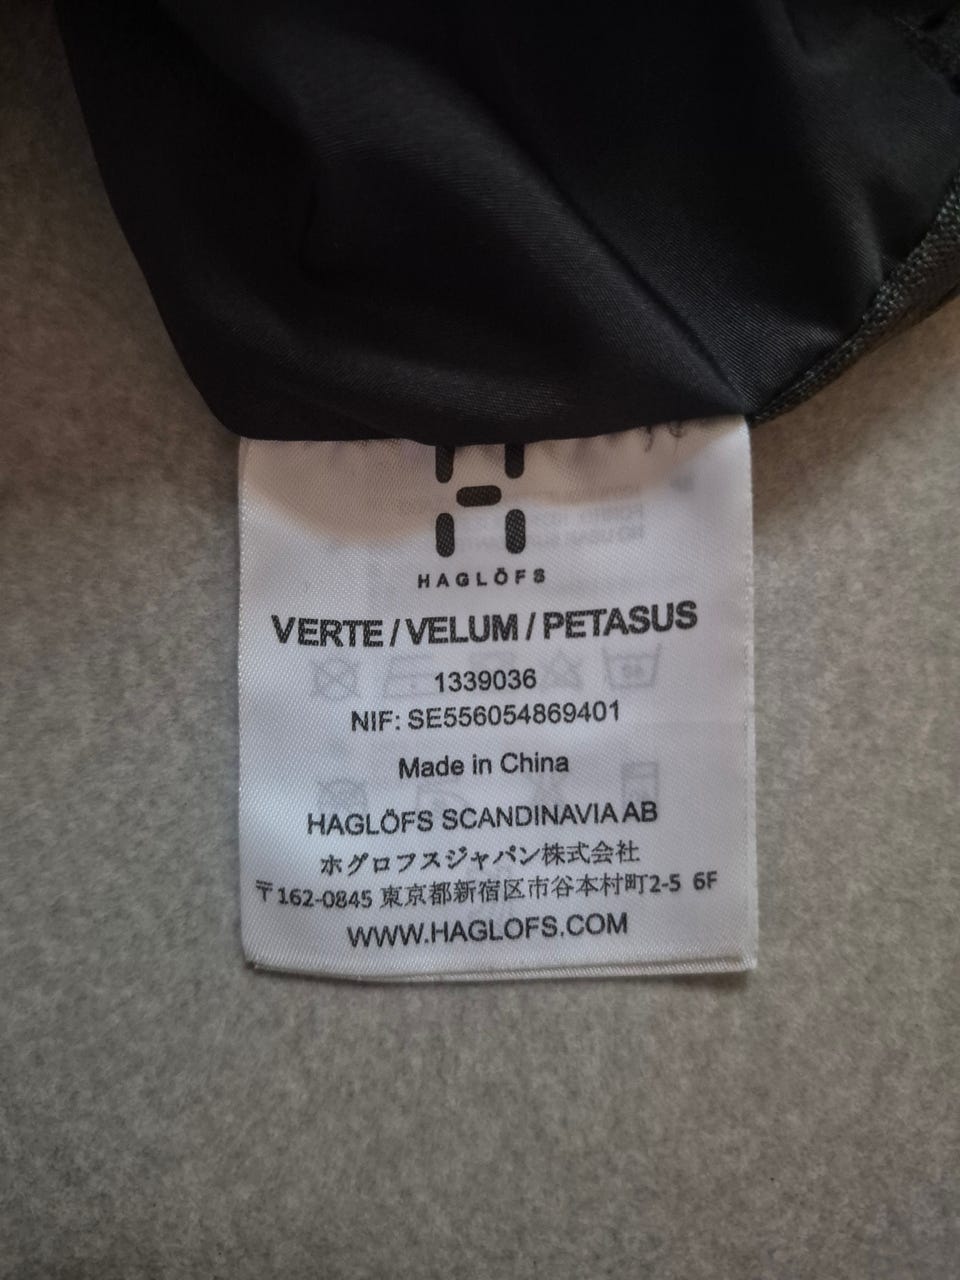 HAGLÖFS
VERTE / VELUM / PETASUS
1339036
NIF: SE556054869401
Made in China
HAGLÖFS SCANDINAVIA AB
ホグロフスジャパン株式会社
〒162-0845 東京都新宿区市谷本村町2-5 6F
WWW.HAGLOFS.COM